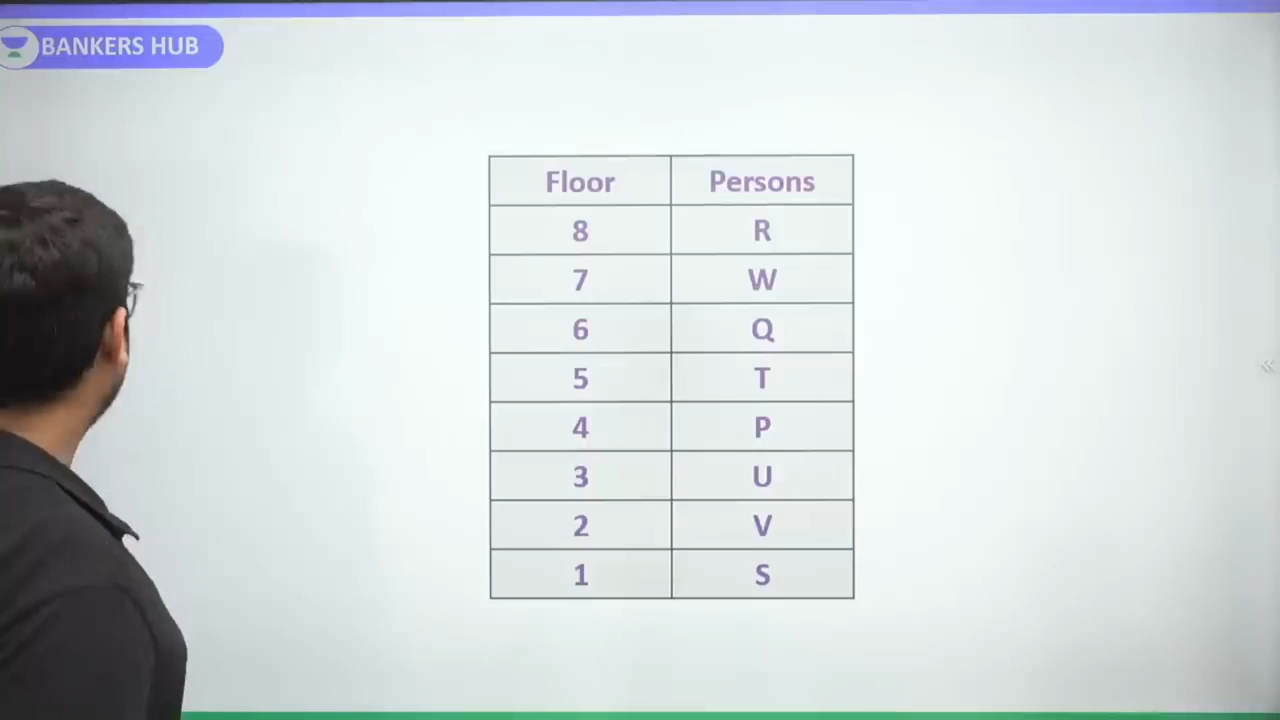 BANKERS HUB
Floor Persons
8 R
7 W
6 Q
5 T
4 P
3 U
2 V
1 S